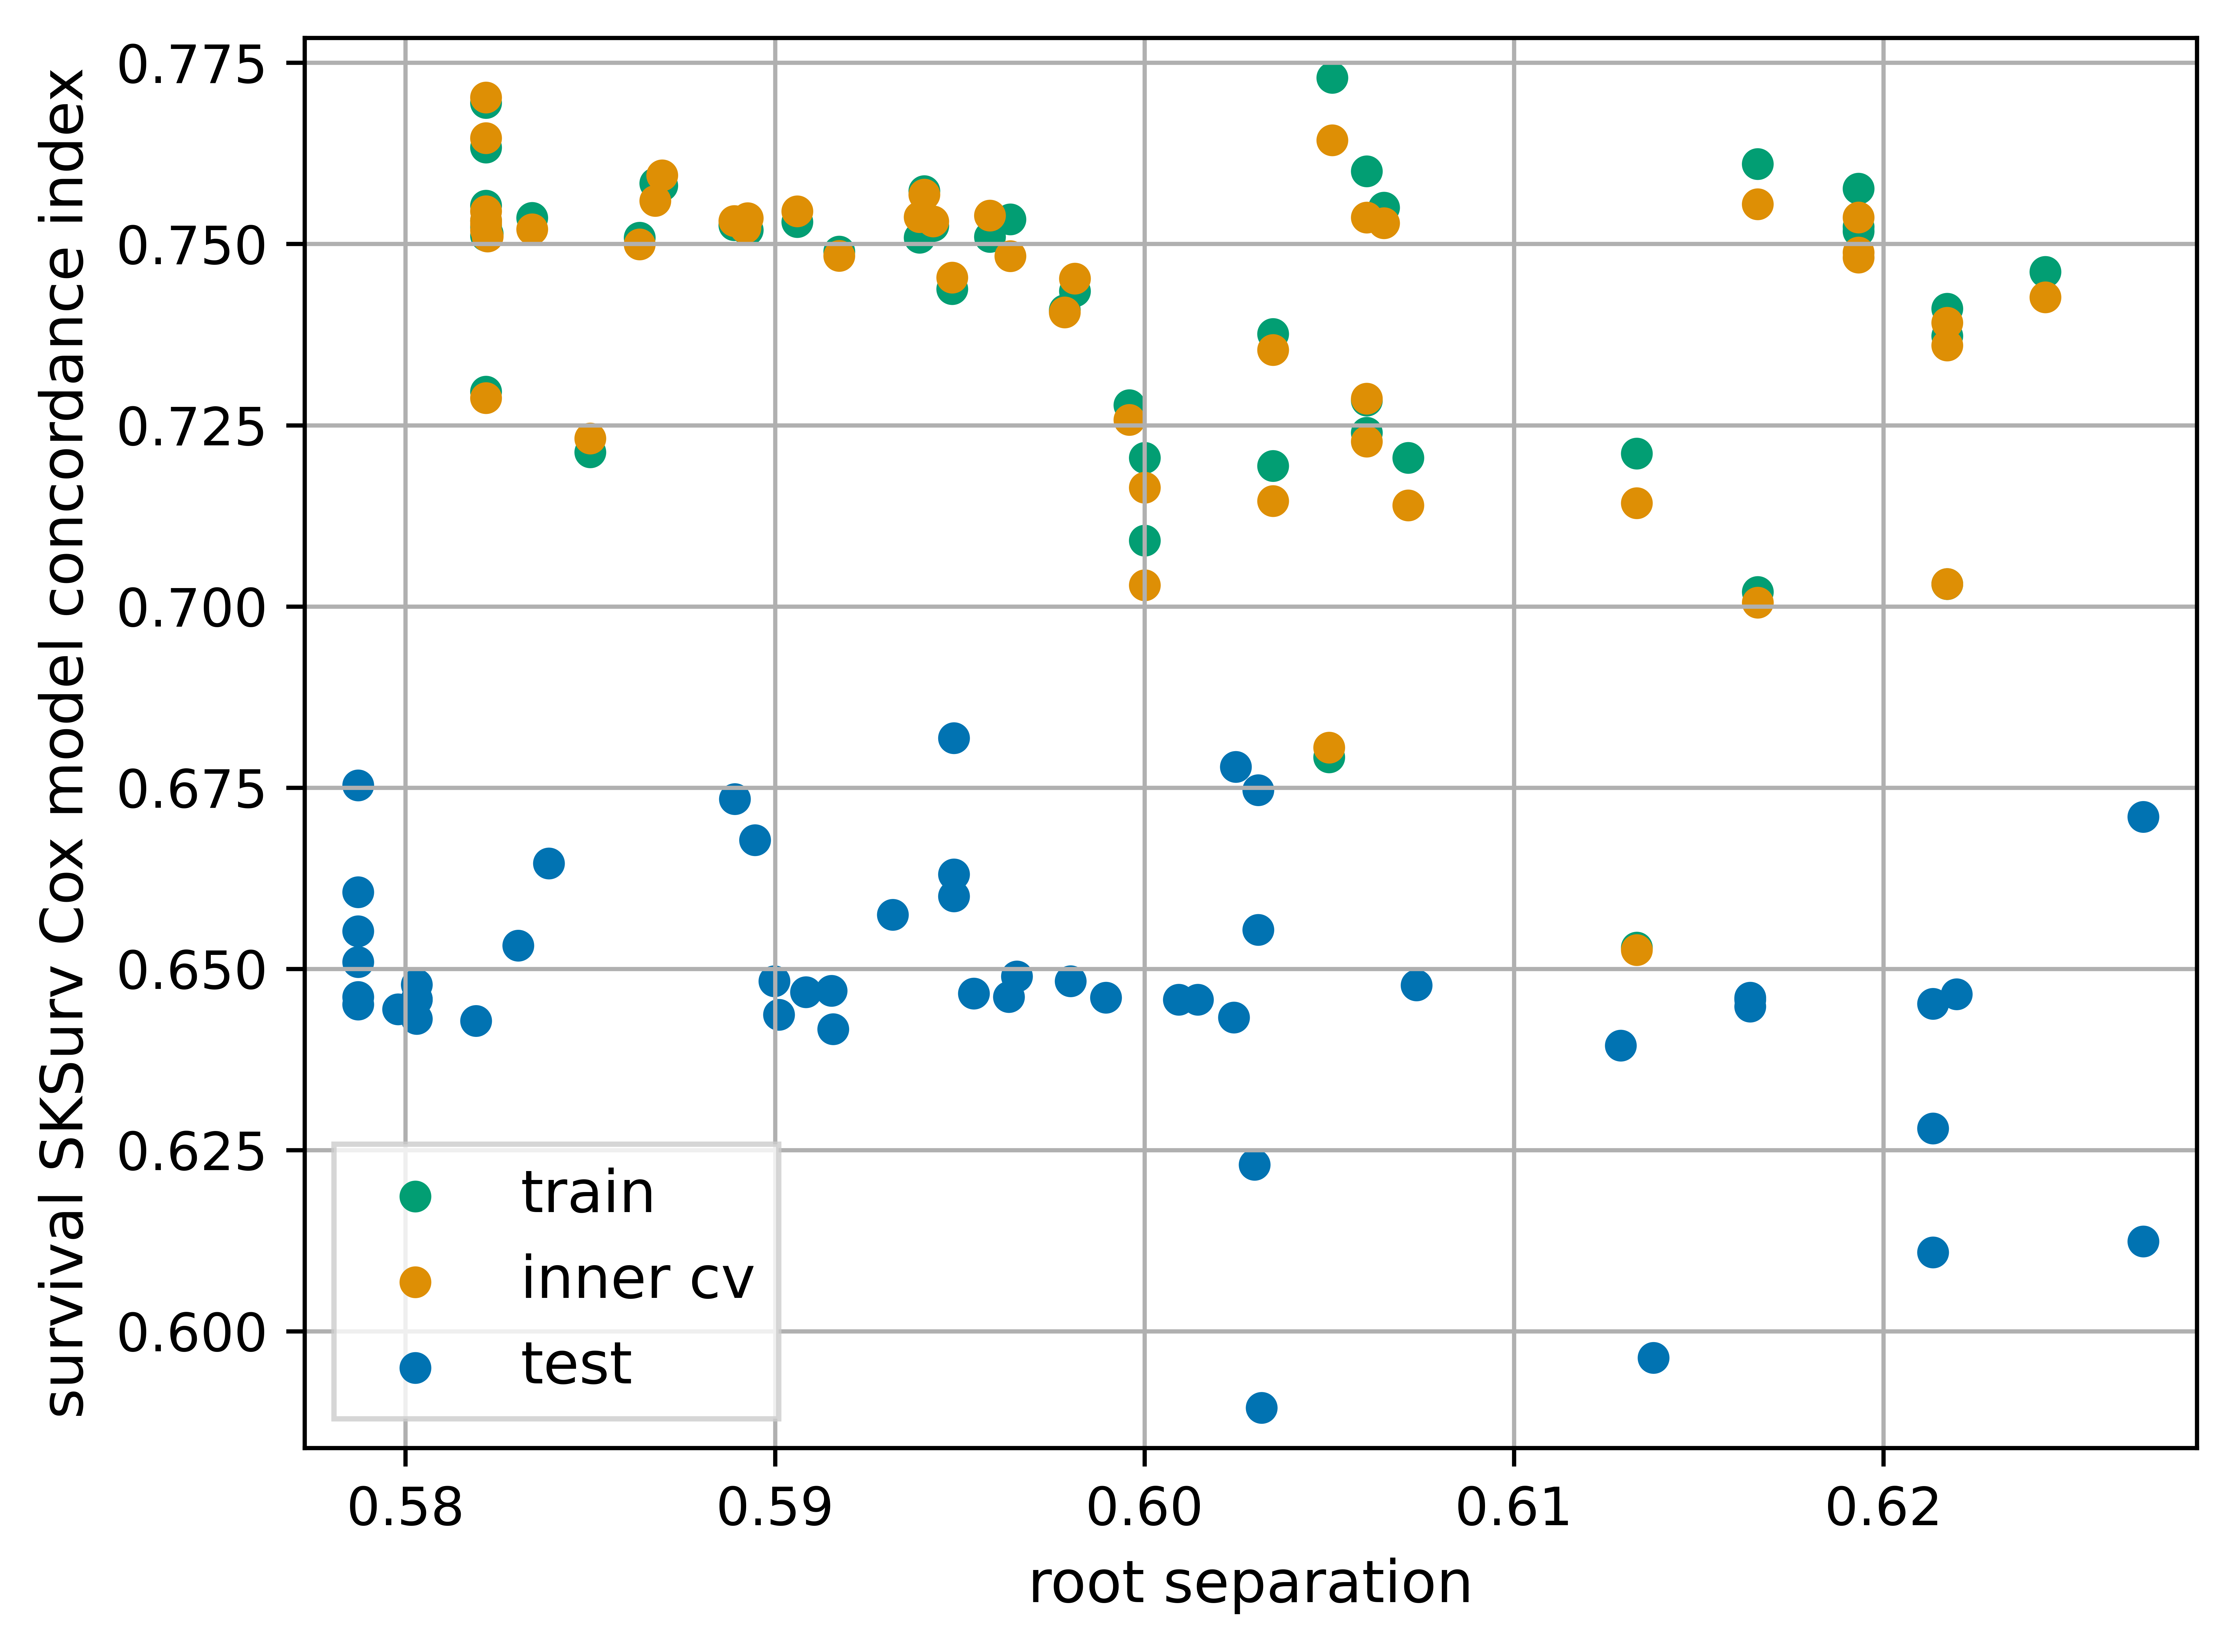 survival SKSurv Cox model concordance index
0.775
0.750
0.725
0.700
0.675
0.650
0.625
0.600
train
inner cv
test
0.58 0.59 0.60 0.61 0.62
root separation